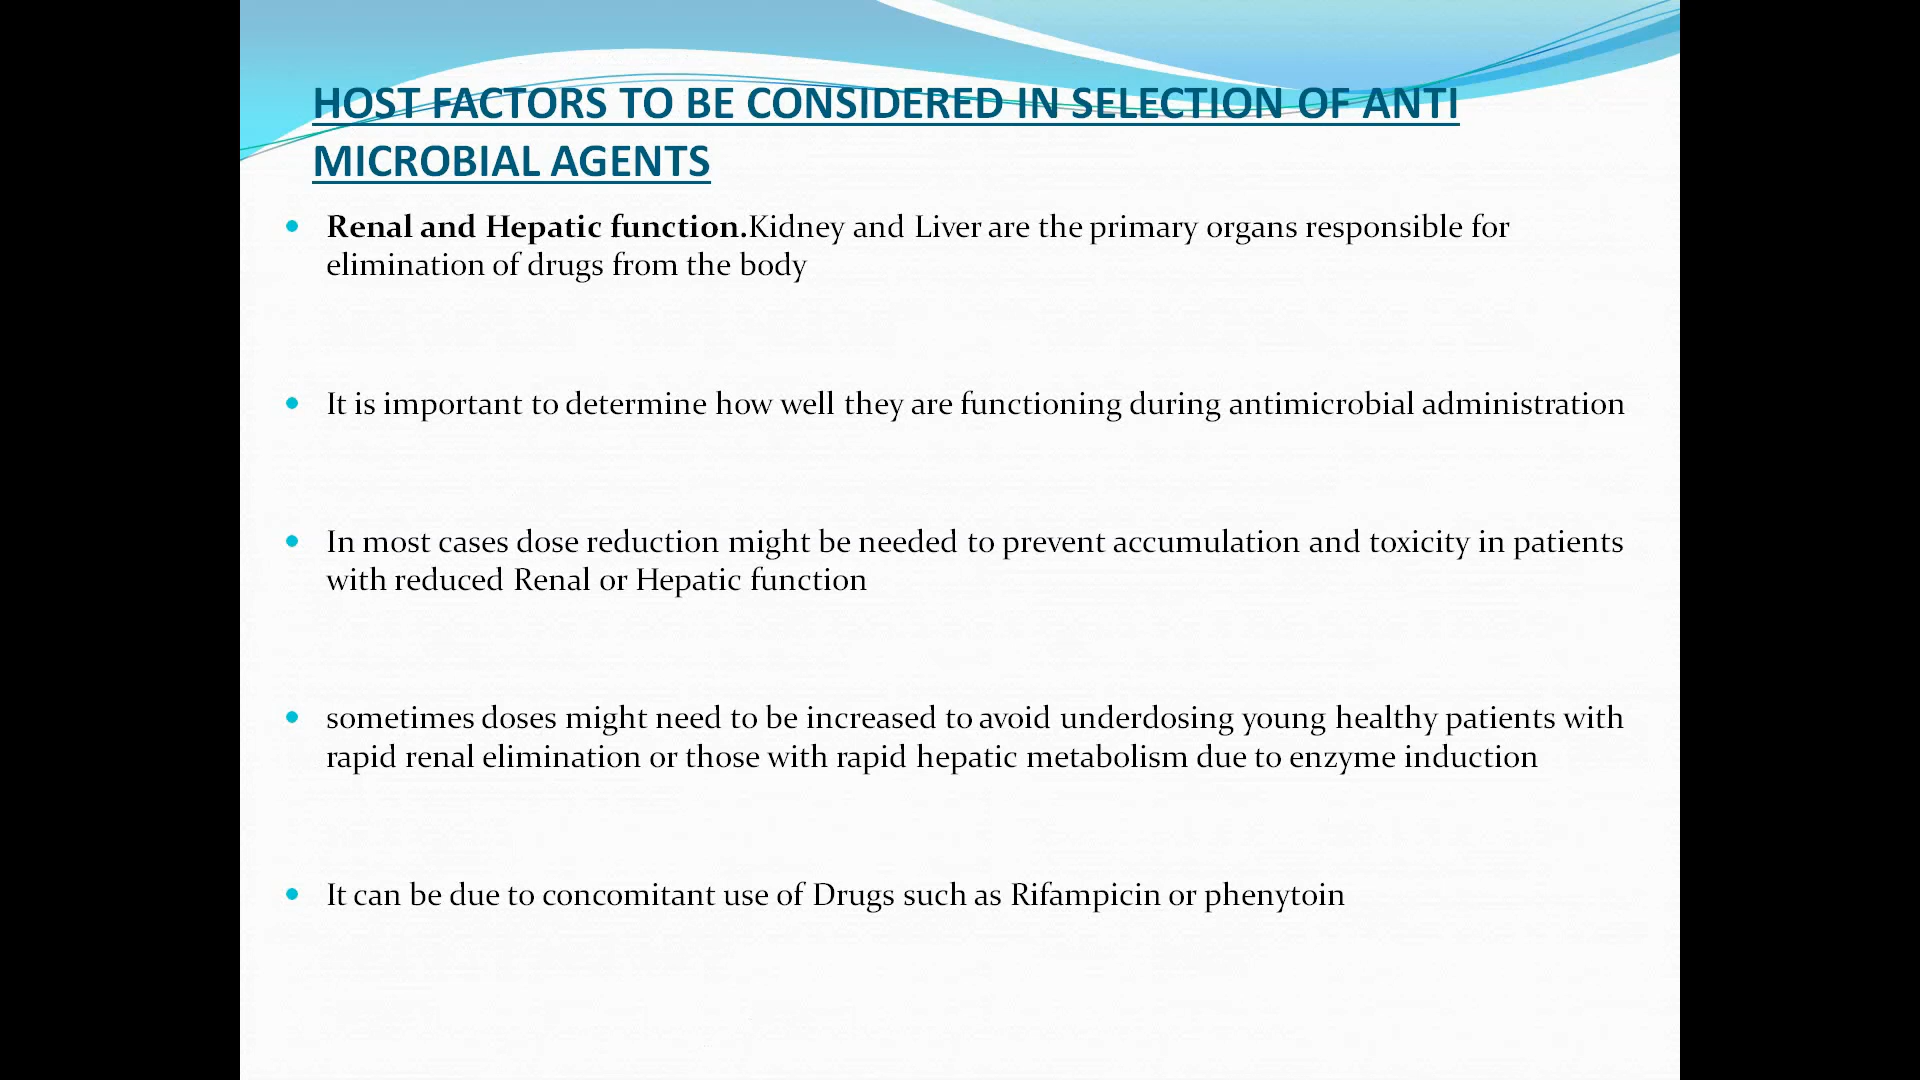 HOST FACTORS TO BE CONSIDERED IN SELECTION OF ANTI
MICROBIAL AGENTS
Renal and Hepatic function.Kidney and Liver are the primary organs responsible for
elimination of drugs from the body
It is important to determine how well they are functioning during antimicrobial administration
In most cases dose reduction might be needed to prevent accumulation and toxicity in patients
with reduced Renal or Hepatic function
sometimes doses might need to be increased to avoid underdosing young healthy patients with
rapid renal elimination or those with rapid hepatic metabolism due to enzyme induction
It can be due to concomitant use of Drugs such as Rifampicin or phenytoin